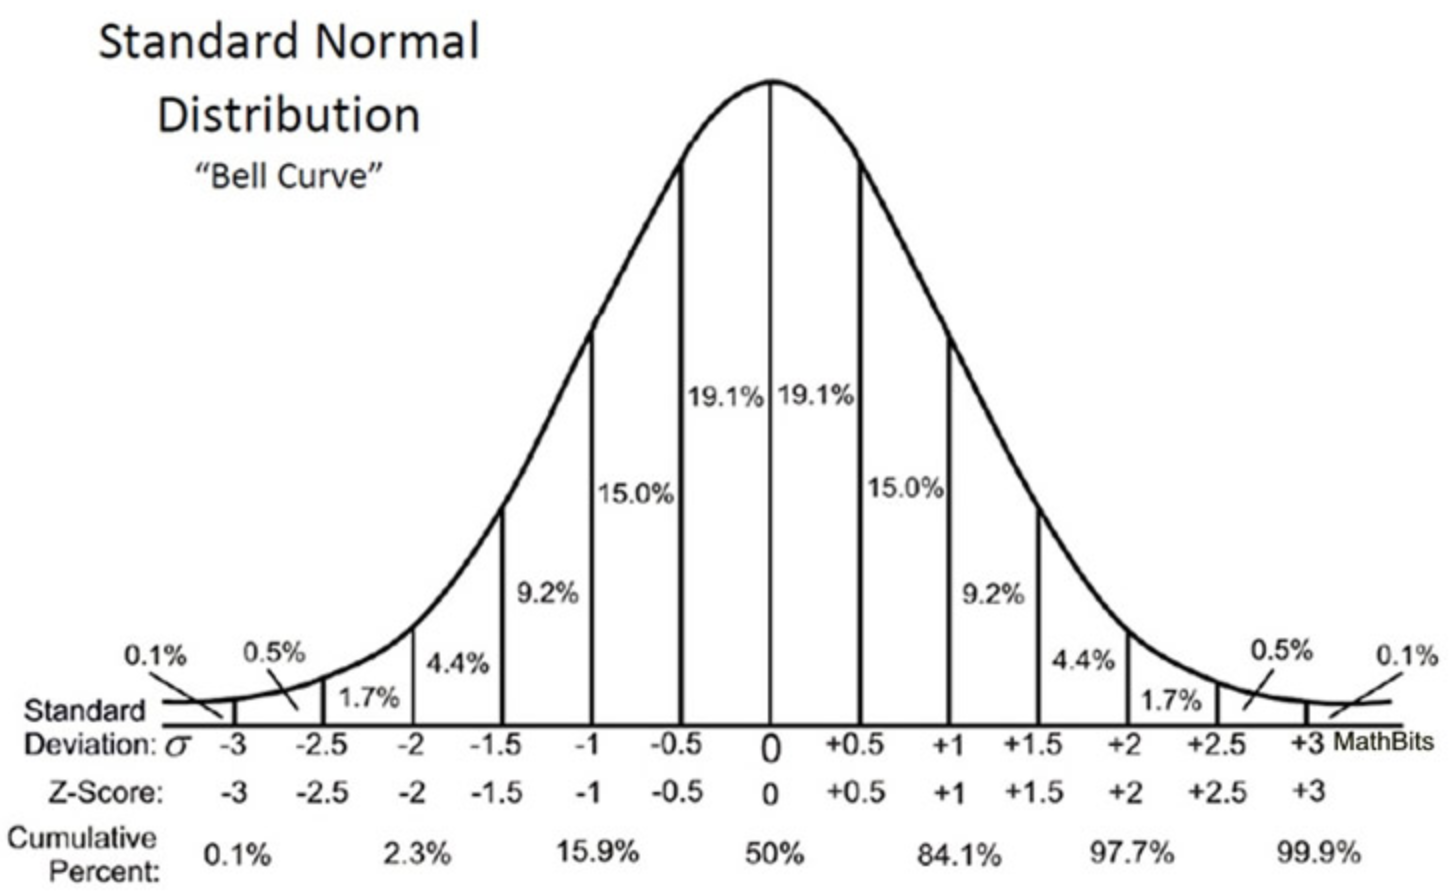 Standard Normal
Distribution
“Bell Curve”
19.1% 19.1%
15.0% 15.0%
9.2% 9.2%
0.1% 0.5% 4.4% 4.4% 0.5% 0.1%
1.7% 1.7%
Standard
Deviation: σ -3 -2.5 -2 -1.5 -1 -0.5 0 +0.5 +1 +1.5 +2 +2.5 +3 MathBits
Z-Score: -3 -2.5 -2 -1.5 -1 -0.5 0 +0.5 +1 +1.5 +2 +2.5 +3
Cumulative
Percent: 0.1% 2.3% 15.9% 50% 84.1% 97.7% 99.9%